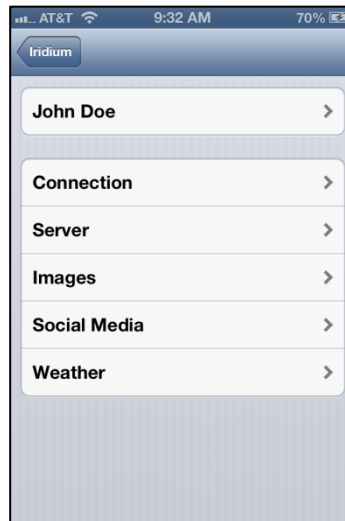 AT&T 9:32 AM 70%
Iridium
John Doe
Connection
Server
Images
Social Media
Weather